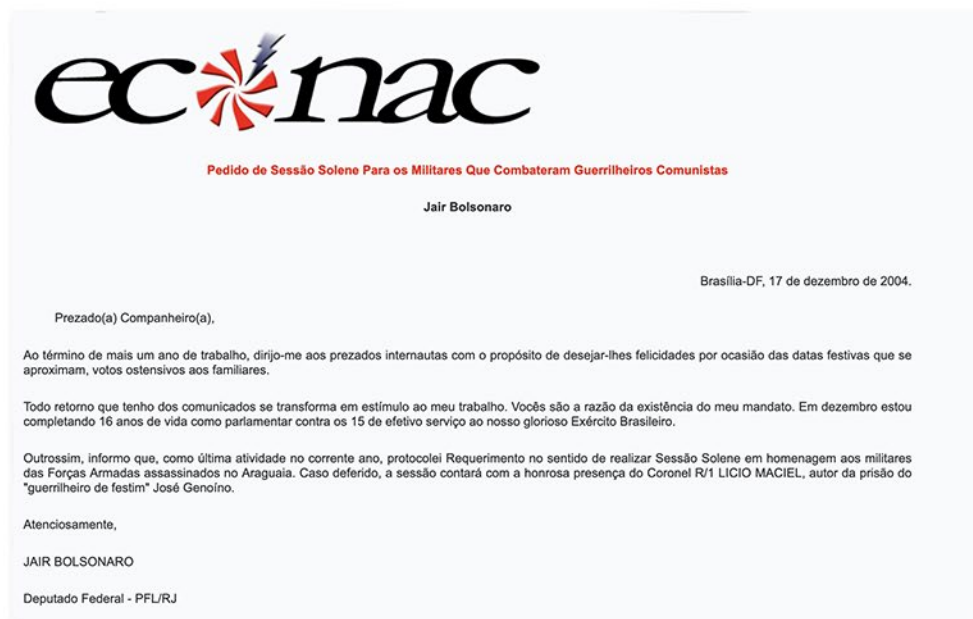 econac
Pedido de Sessão Solene Para os Militares Que Combateram Guerrilheiros Comunistas
Jair Bolsonaro
Brasília-DF, 17 de dezembro de 2004.
Prezado(a) Companheiro(a),
Ao término de mais um ano de trabalho, dirijo-me aos prezados internautas com o propósito de desejar-lhes felicidades por ocasião das datas festivas que se
aproximam, votos ostensivos aos familiares.
Todo retorno que tenho dos comunicados se transforma em estímulo ao meu trabalho. Vocês são a razão da existência do meu mandato. Em dezembro estou
completando 16 anos de vida como parlamentar contra os 15 de efetivo serviço ao nosso glorioso Exército Brasileiro.
Outrossim, informo que, como última atividade no corrente ano, protocolei Requerimento no sentido de realizar Sessão Solene em homenagem aos militares
das Forças Armadas assassinados no Araguaia. Caso deferido, a sessão contará com a honrosa presença do Coronel R/1 LICIO MACIEL, autor da prisão do
"guerrilheiro de festim" José Genoíno.
Atenciosamente,
JAIR BOLSONARO
Deputado Federal - PFL/RJ